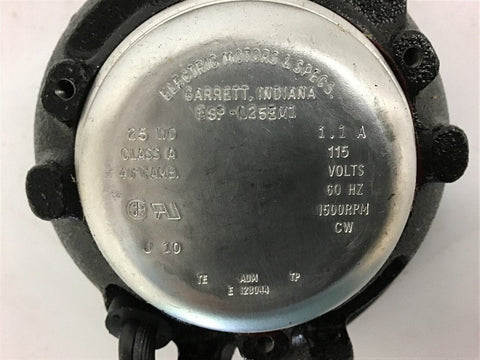 ELECTRIC MOTORS & SPECS.
GARRETT, INDIANA
25 WO 1.1 A
CLASS A 115
VOLTS
60 HZ
1500RPM
CW
U 10
TE ADM TP
E 128044